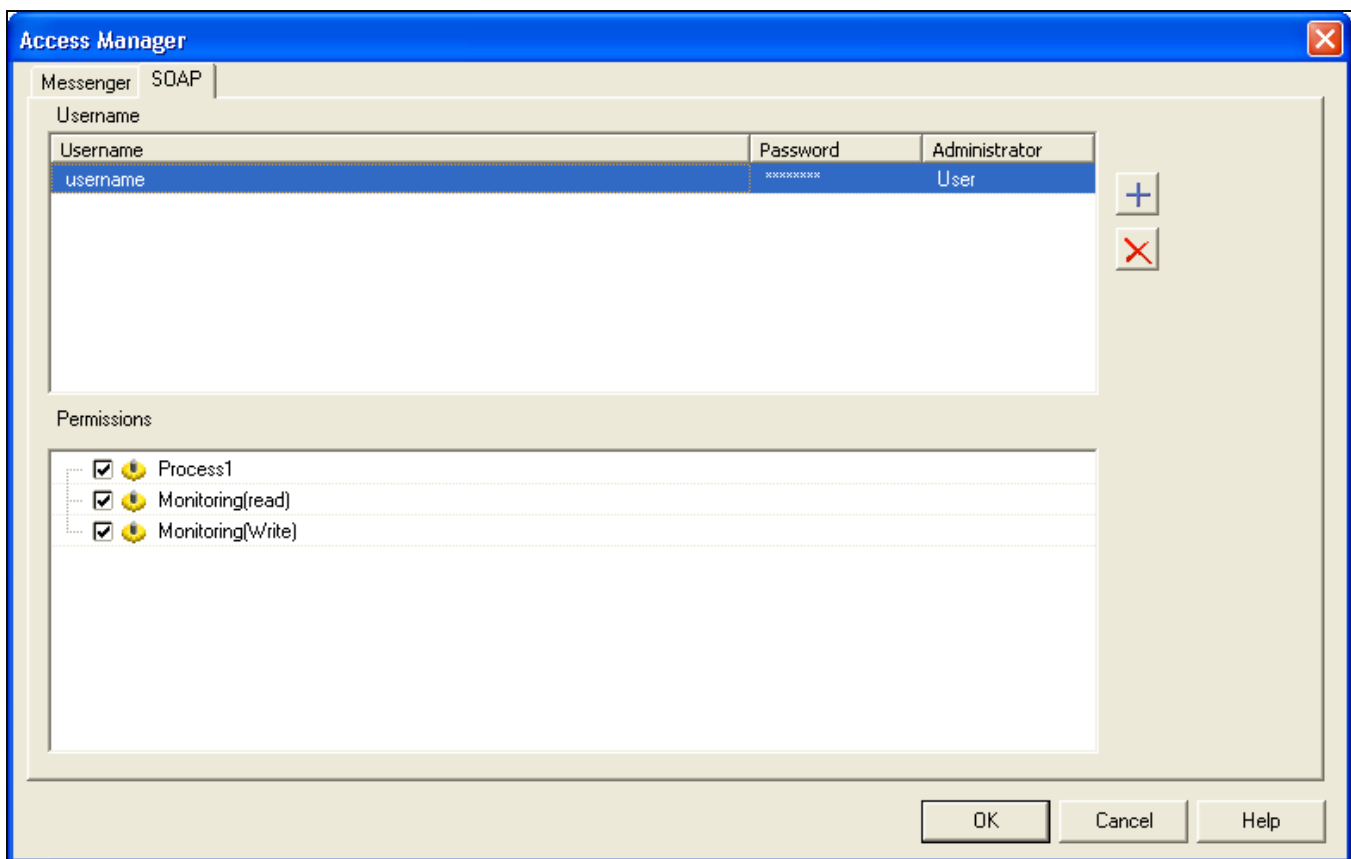 Access Manager
Messenger SOAP
Username
Username Password Administrator
username ******** User
Permissions
Process1
Monitoring(read)
Monitoring(Write)
OK Cancel Help